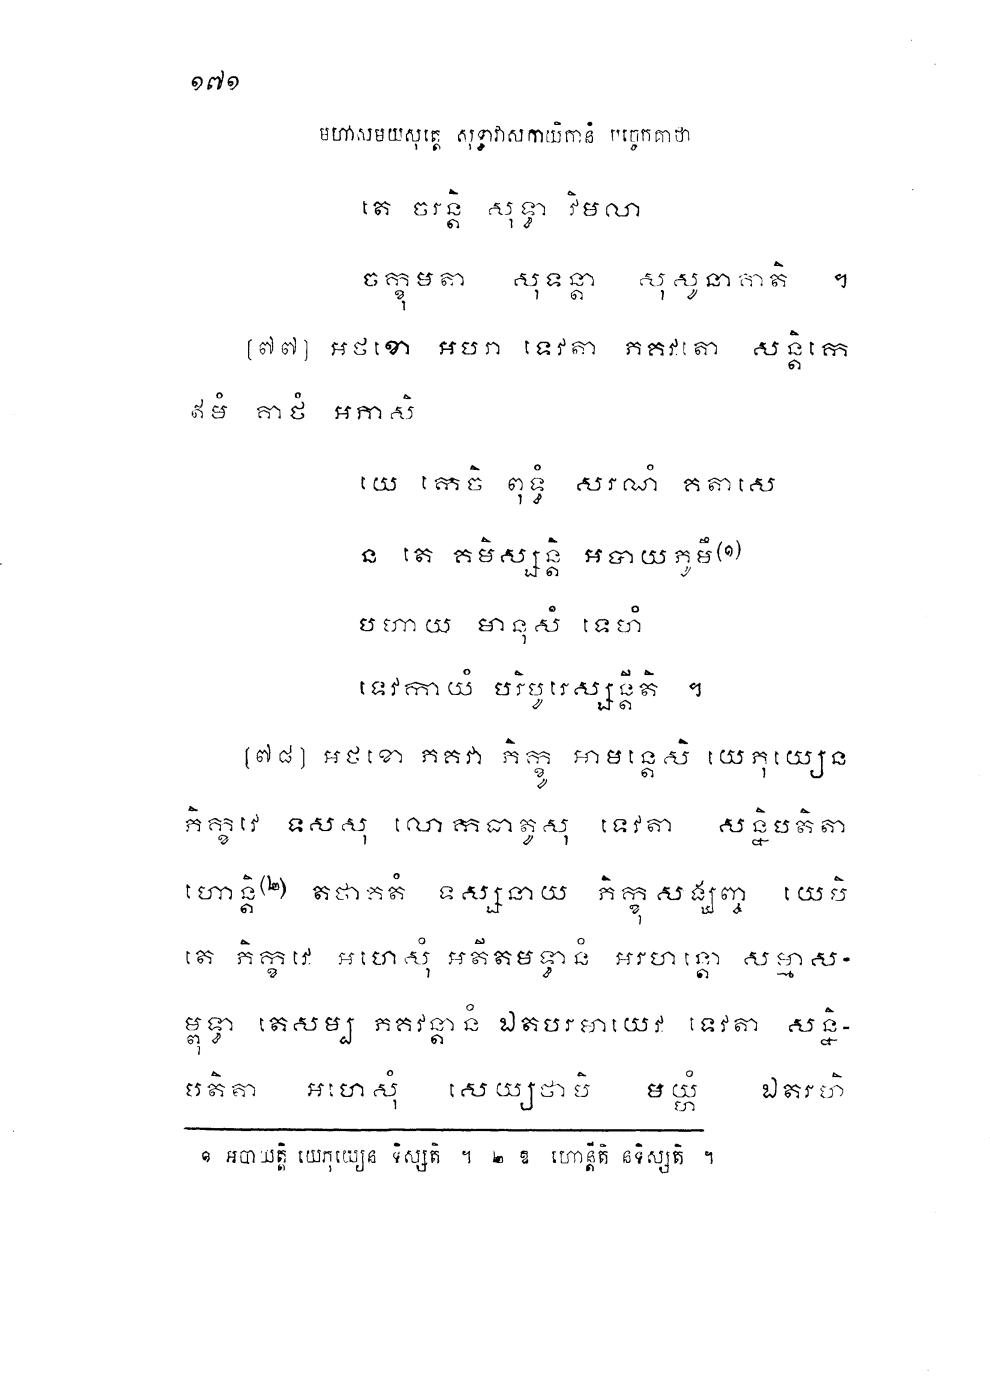 ១៧១
មហាសមយសុត្តេ សុទ្ធាវាសកាយិកានំ បច្ចេកគាថា
តេ ចរន្តិ សុទ្ធា វិមលា
ចក្ខុមតា សុទន្តា សុសូនាគាតិ ។
(៧៧) អថខោ អបរា ទេវតា ភគវតោ សន្តិកេ
ឥមំ គាថំ អភាសិ
យេ កេចិ ពុទ្ធំ សរណំ គតាសេ
ន តេ គមិស្សន្តិ អបាយភូមឹ(១)
បហាយ មានុសំ ទេហំ
ទេវកាយំ បរិបូរេស្សន្តីតិ ។
(៧៨) អថខោ ភគវា ភិក្ខូ អាមន្តេសិ យេភុយ្យេន
ភិក្ខវេ ទសសុ លោកធាតូសុ ទេវតា សន្និបតិតា
ហោន្តិ(២) តថាគតំ ទស្សនាយ ភិក្ខុសង្ឃញ្ច យេបិ
តេ ភិក្ខវេ អហេសុំ អតីតមទ្ធានំ អរហន្តោ សម្មាស-
ម្ពុទ្ធា តេសម្ប ភគវន្តានំ ឯតបរមាយេវ ទេវតា សន្និ-
បតិតា អហេសុំ សេយ្យថាបិ មយ្ហំ ឯតរហិ
១ អបាយន្តិ យេភុយ្យេន ទិស្សតិ ។ ២ ឱ ហោន្តីតិ នទិស្សតិ ។